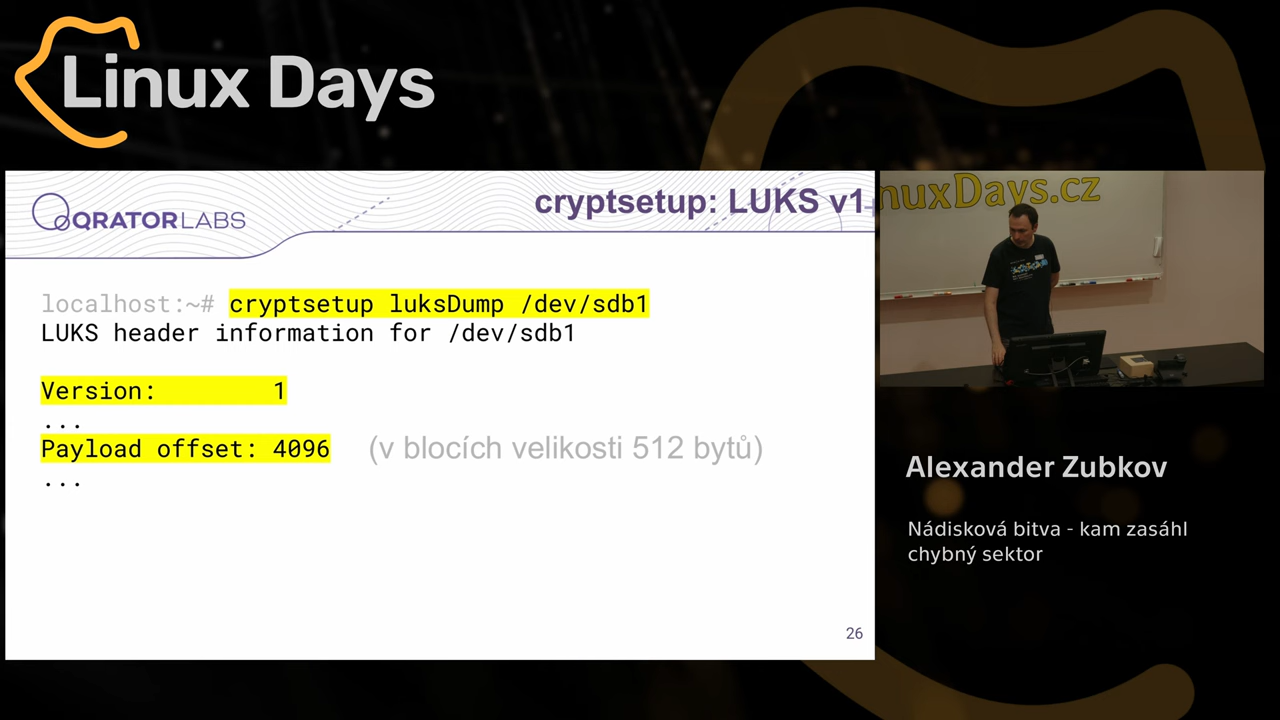 Linux Days
QRATORLABS
cryptsetup: LUKS v1
localhost:~# cryptsetup luksDump /dev/sdb1
LUKS header information for /dev/sdb1
Version: 1
...
Payload offset: 4096 (v blocích velikosti 512 bytů)
...
26
nuxDays.cz
Alexander Zubkov
Nádisková bitva - kam zasáhl
chybný sektor